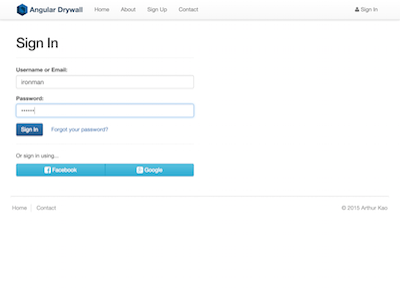 Angular Drywall Home About Sign Up Contact Sign In
Sign In
Username or Email:
ironman
Password:
••••••
Sign In Forgot your password?
Or sign in using...
Facebook Google
Home Contact © 2015 Arthur Kao